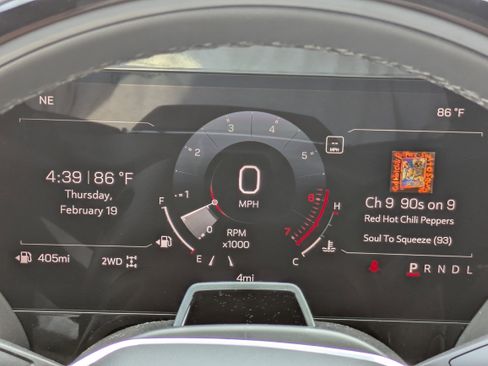 NE
86 °F
4:39 | 86 °F
Thursday,
February 19
405mi
2WD
1
2
3
4
5
6
7
0
0
MPH
RPM
x1000
F
E
H
C
4mi
--
MPH
Ch 9 90s on 9
Red Hot Chili Peppers
Soul To Squeeze (93)
P R N D L